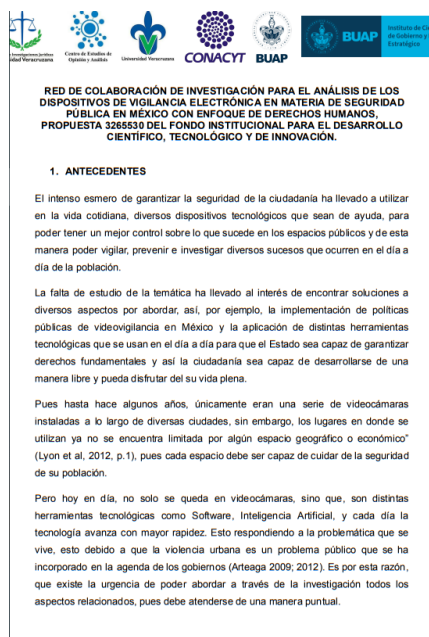 Investigaciones Jurídicas
Universidad Veracruzana
Centro de Estudios de
Opinión y Análisis
Universidad Veracruzana
CONACYT
BUAP
BUAP
Instituto de Ci
de Gobierno y
Estratégico
RED DE COLABORACIÓN DE INVESTIGACIÓN PARA EL ANÁLISIS DE LOS
DISPOSITIVOS DE VIGILANCIA ELECTRÓNICA EN MATERIA DE SEGURIDAD
PÚBLICA EN MÉXICO CON ENFOQUE DE DERECHOS HUMANOS,
PROPUESTA 3265530 DEL FONDO INSTITUCIONAL PARA EL DESARROLLO
CIENTÍFICO, TECNOLÓGICO Y DE INNOVACIÓN.
1. ANTECEDENTES
El intenso esmero de garantizar la seguridad de la ciudadanía ha llevado a utilizar
en la vida cotidiana, diversos dispositivos tecnológicos que sean de ayuda, para
poder tener un mejor control sobre lo que sucede en los espacios públicos y de esta
manera poder vigilar, prevenir e investigar diversos sucesos que ocurren en el día a
día de la población.
La falta de estudio de la temática ha llevado al interés de encontrar soluciones a
diversos aspectos por abordar, así, por ejemplo, la implementación de políticas
públicas de videovigilancia en México y la aplicación de distintas herramientas
tecnológicas que se usan en el día a día para que el Estado sea capaz de garantizar
derechos fundamentales y así la ciudadanía sea capaz de desarrollarse de una
manera libre y pueda disfrutar del su vida plena.
Pues hasta hace algunos años, únicamente eran una serie de videocámaras
instaladas a lo largo de diversas ciudades, sin embargo, los lugares en donde se
utilizan ya no se encuentra limitada por algún espacio geográfico o económico”
(Lyon et al, 2012, p.1), pues cada espacio debe ser capaz de cuidar de la seguridad
de su población.
Pero hoy en día, no solo se queda en videocámaras, sino que, son distintas
herramientas tecnológicas como Software, Inteligencia Artificial, y cada día la
tecnología avanza con mayor rapidez. Esto respondiendo a la problemática que se
vive, esto debido a que la violencia urbana es un problema público que se ha
incorporado en la agenda de los gobiernos (Arteaga 2009; 2012). Es por esta razón,
que existe la urgencia de poder abordar a través de la investigación todos los
aspectos relacionados, pues debe atenderse de una manera puntual.